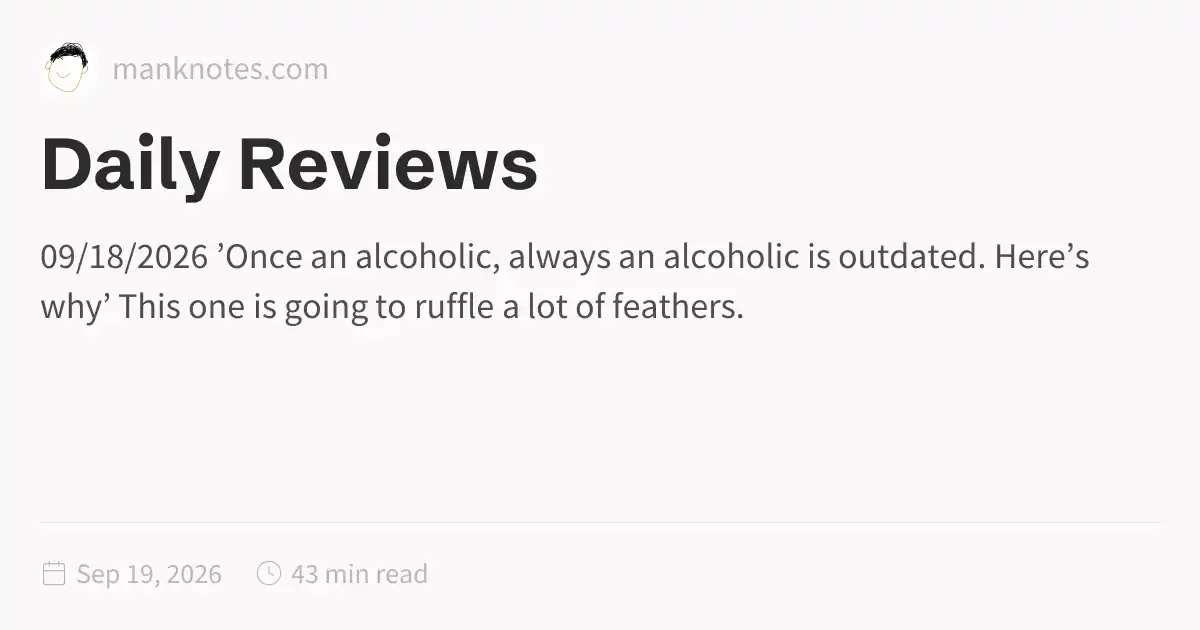 manknotes.com
Daily Reviews
09/18/2026 ’Once an alcoholic, always an alcoholic is outdated. Here’s
why’ This one is going to ruffle a lot of feathers.
Sep 19, 2026
43 min read